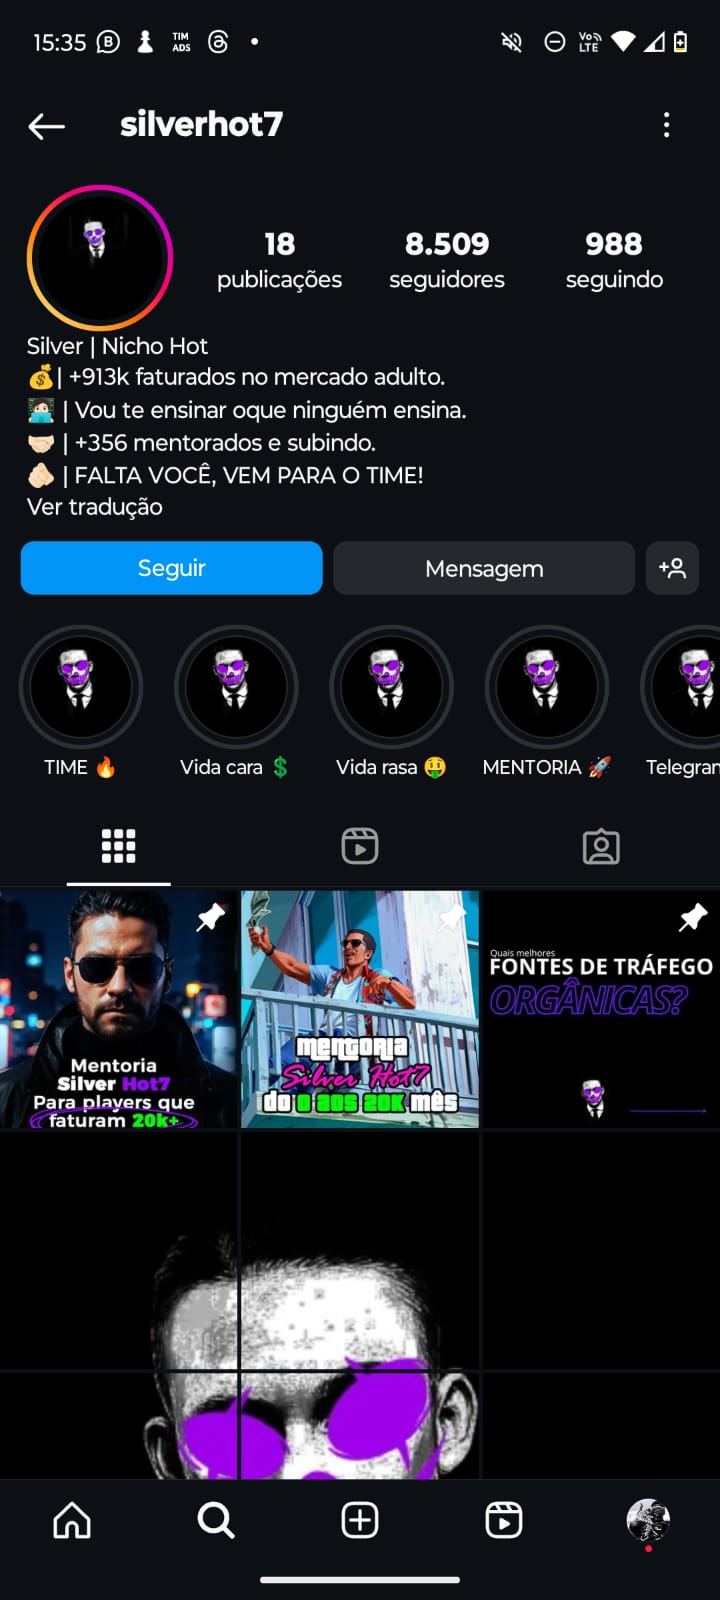 15:35
TIM
ADS
Vo))
LTE
silverhot7
18
publicações
8.509
seguidores
988
seguindo
Silver | Nicho Hot
💰| +913k faturados no mercado adulto.
🧑🏻‍💻 | Vou te ensinar oque ninguém ensina.
🤝🏻 | +356 mentorados e subindo.
🫵🏻 | FALTA VOCÊ, VEM PARA O TIME!
Ver tradução
Seguir
Mensagem
TIME 🔥
Vida cara 💲
Vida rasa 🤑
MENTORIA 🚀
Telegran
Mentoria
Silver Hot7
Para players que
faturam 20k+
mentoria
Silver Hot7
do 0 aos 20K mês
Quais melhores
FONTES DE TRÁFEGO
ORGÂNICAS?